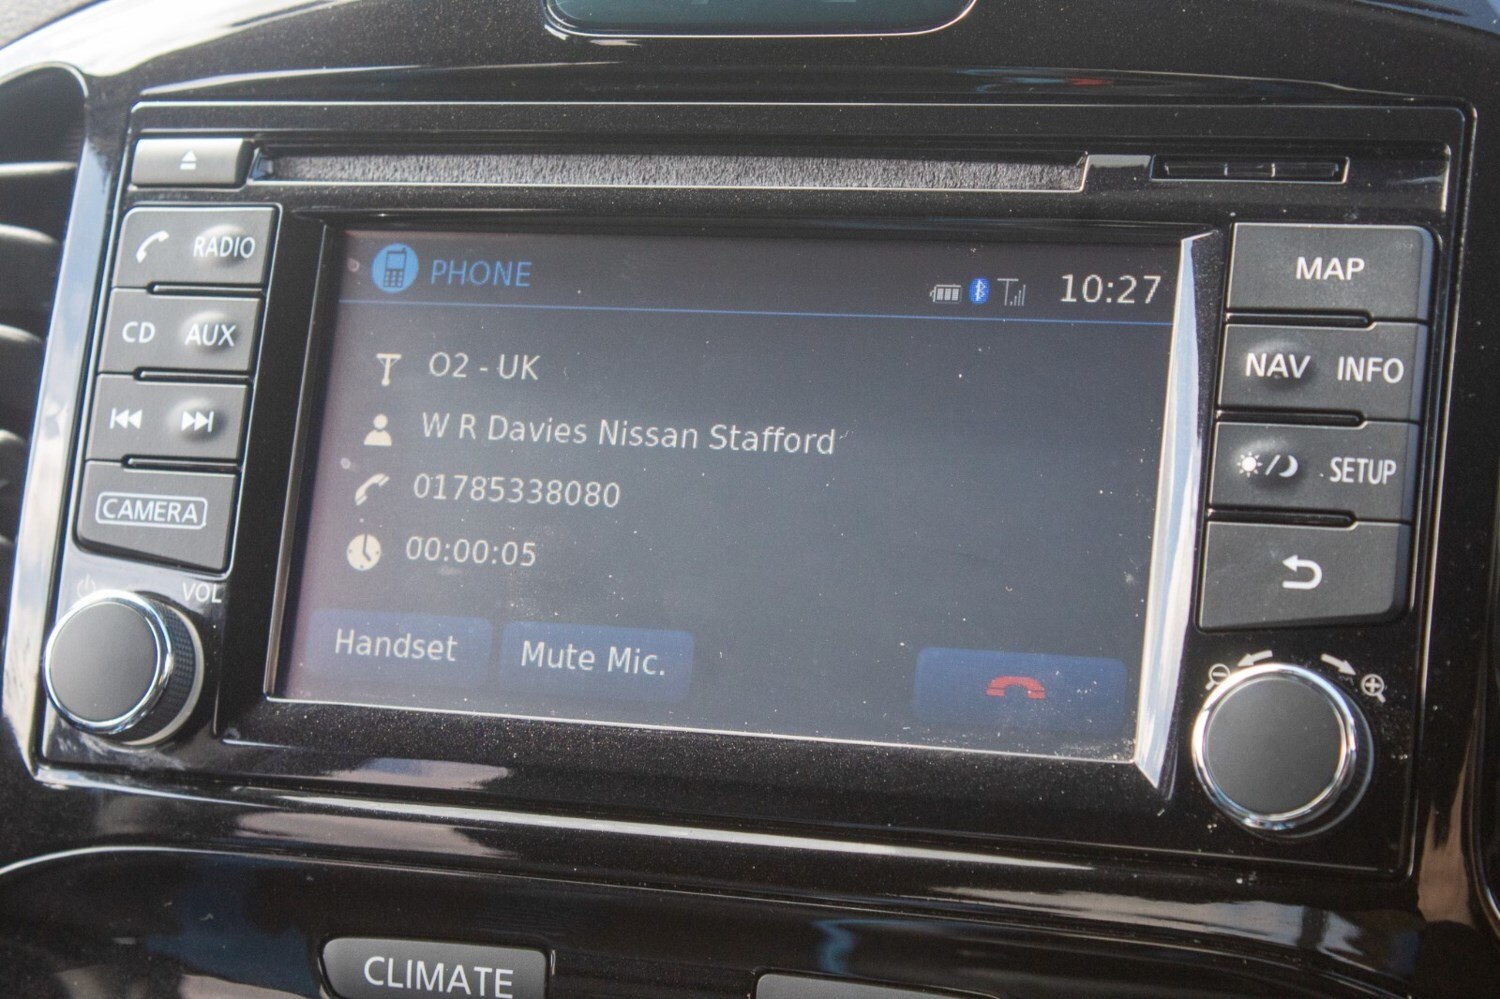 RADIO
CD AUX
CAMERA
VOL
PHONE
10:27
O2 - UK
W R Davies Nissan Stafford
01785338080
00:00:05
Handset
Mute Mic.
MAP
NAV INFO
SETUP
CLIMATE